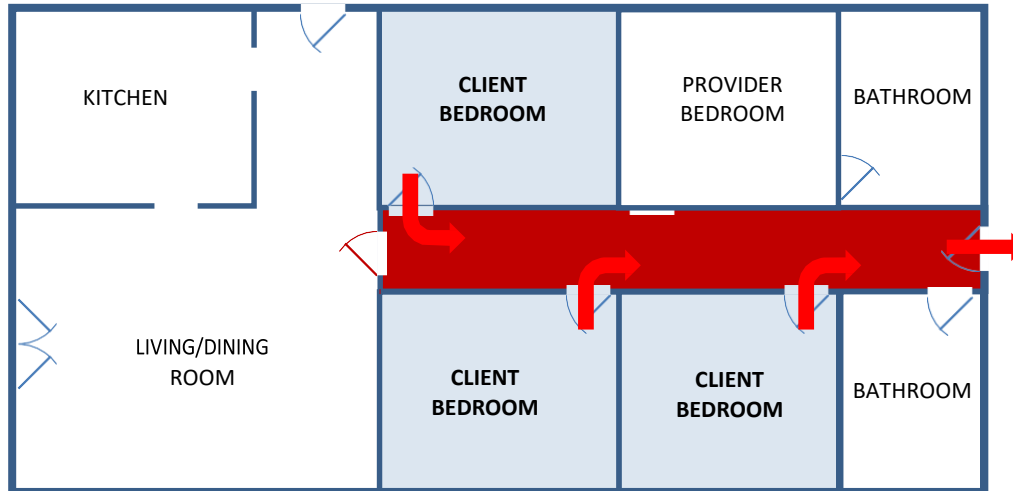 KITCHEN
CLIENT
BEDROOM
PROVIDER
BEDROOM
BATHROOM
LIVING/DINING
ROOM
CLIENT
BEDROOM
CLIENT
BEDROOM
BATHROOM